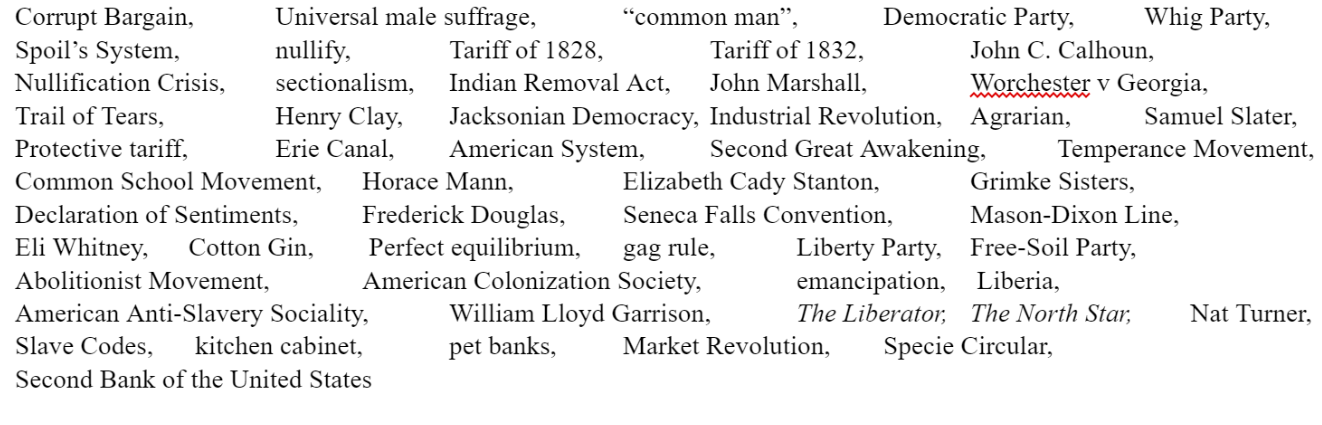 Corrupt Bargain, Universal male suffrage, “common man”, Democratic Party, Whig Party,
Spoil’s System, nullify, Tariff of 1828, Tariff of 1832, John C. Calhoun,
Nullification Crisis, sectionalism, Indian Removal Act, John Marshall, Worchester v Georgia,
Trail of Tears, Henry Clay, Jacksonian Democracy, Industrial Revolution, Agrarian, Samuel Slater,
Protective tariff, Erie Canal, American System, Second Great Awakening, Temperance Movement,
Common School Movement, Horace Mann, Elizabeth Cady Stanton, Grimke Sisters,
Declaration of Sentiments, Frederick Douglas, Seneca Falls Convention, Mason-Dixon Line,
Eli Whitney, Cotton Gin, Perfect equilibrium, gag rule, Liberty Party, Free-Soil Party,
Abolitionist Movement, American Colonization Society, emancipation, Liberia,
American Anti-Slavery Sociality, William Lloyd Garrison, The Liberator, The North Star, Nat Turner,
Slave Codes, kitchen cabinet, pet banks, Market Revolution, Specie Circular,
Second Bank of the United States